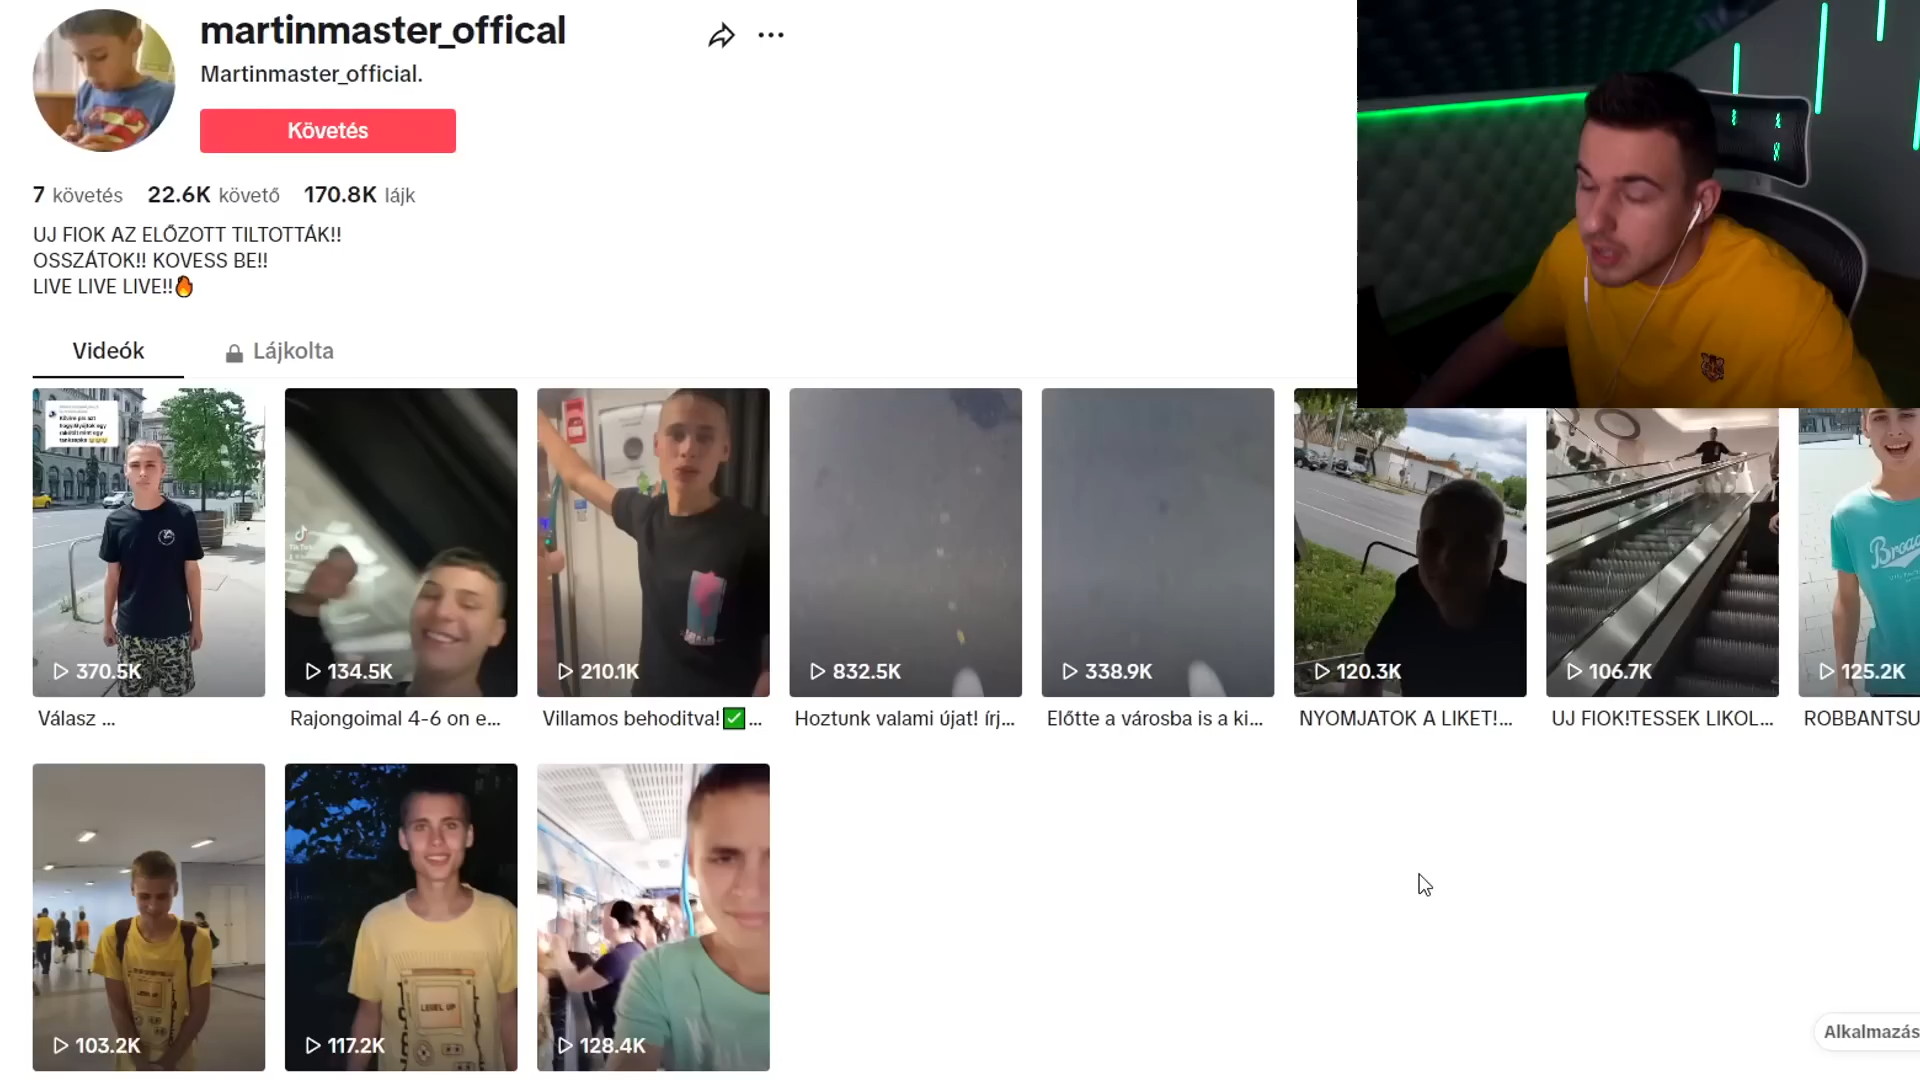 martinmaster_offical
Martinmaster_official.
Követés
7 követés 22.6K követő 170.8K lájk
UJ FIOK AZ ELŐZOTT TILTOTTÁK!!
OSSZÁTOK!! KOVESS BE!!
LIVE LIVE LIVE!!🔥
Videók
Lájkolta
370.5K
134.5K
210.1K
832.5K
338.9K
120.3K
106.7K
125.2K
Válasz ...
Rajongoimal 4-6 on e...
Villamos behoditva!✅...
Hoztunk valami újat! írj...
Előtte a városba is a ki...
NYOMJATOK A LIKET!...
UJ FIOK!TESSEK LIKOL...
ROBBANTSU
LEVEL UP
103.2K
117.2K
128.4K
Alkalmazás